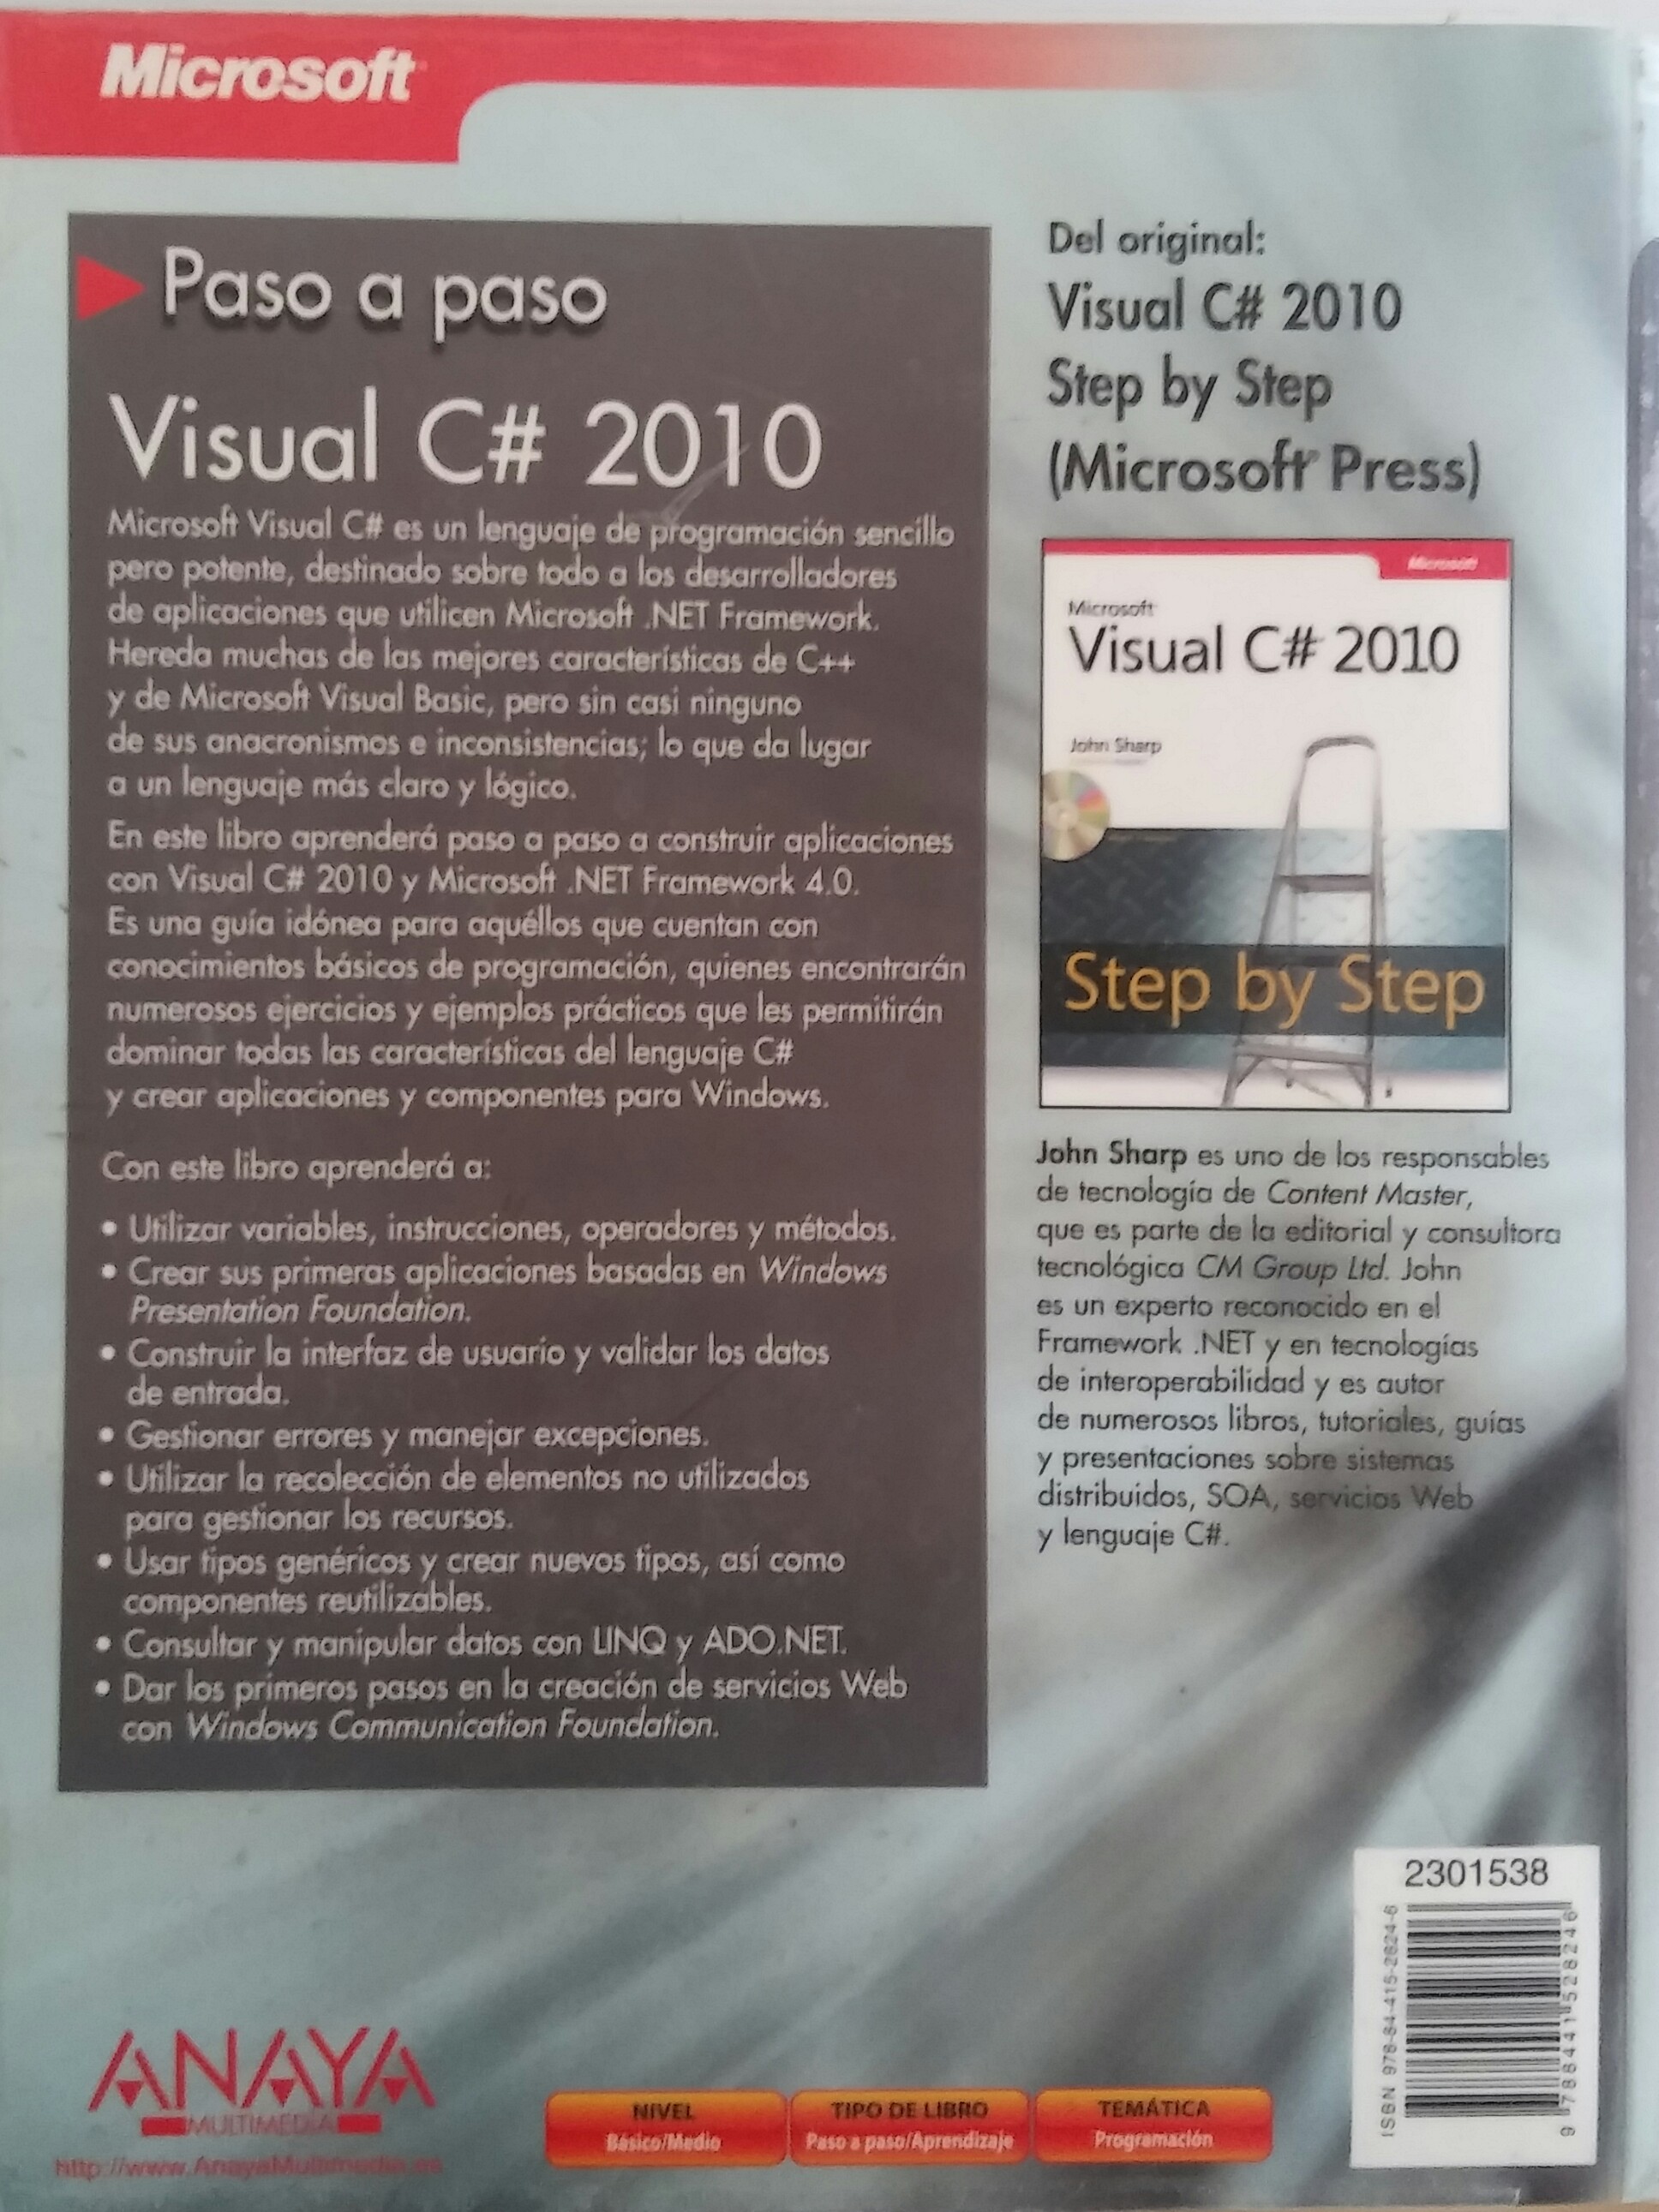 Microsoft
Paso a paso
Visual C# 2010
Microsoft Visual C# es un lenguaje de programación sencillo
pero potente, destinado sobre todo a los desarrolladores
de aplicaciones que utilicen Microsoft .NET Framework.
Hereda muchas de las mejores características de C++
y de Microsoft Visual Basic, pero sin casi ninguno
de sus anacronismos e inconsistencias; lo que da lugar
a un lenguaje más claro y lógico.
En este libro aprenderá paso a paso a construir aplicaciones
con Visual C# 2010 y Microsoft .NET Framework 4.0.
Es una guía idónea para aquéllos que cuentan con
conocimientos básicos de programación, quienes encontrarán
numerosos ejercicios y ejemplos prácticos que les permitirán
dominar todas las características del lenguaje C#
y crear aplicaciones y componentes para Windows.
Con este libro aprenderá a:
• Utilizar variables, instrucciones, operadores y métodos.
• Crear sus primeras aplicaciones basadas en Windows
Presentation Foundation.
• Construir la interfaz de usuario y validar los datos
de entrada.
• Gestionar errores y manejar excepciones.
• Utilizar la recolección de elementos no utilizados
para gestionar los recursos.
• Usar tipos genéricos y crear nuevos tipos, así como
componentes reutilizables.
• Consultar y manipular datos con LINQ y ADO.NET.
• Dar los primeros pasos en la creación de servicios Web
con Windows Communication Foundation.
Del original:
Visual C# 2010
Step by Step
(Microsoft® Press)
Microsoft
Microsoft
Visual C# 2010
John Sharp
Step by Step
John Sharp es uno de los responsables
de tecnología de Content Master,
que es parte de la editorial y consultora
tecnológica CM Group Ltd. John
es un experto reconocido en el
Framework .NET y en tecnologías
de interoperabilidad y es autor
de numerosos libros, tutoriales, guías
y presentaciones sobre sistemas
distribuidos, SOA, servicios Web
y lenguaje C#.
ANAYA
MULTIMEDIA
http://www.AnayaMultimedia.es
NIVEL
Básico/Medio
TIPO DE LIBRO
Paso a paso/Aprendizaje
TEMÁTICA
Programación
2301538
ISBN 978-84-415-2824-6
9 788441 528246